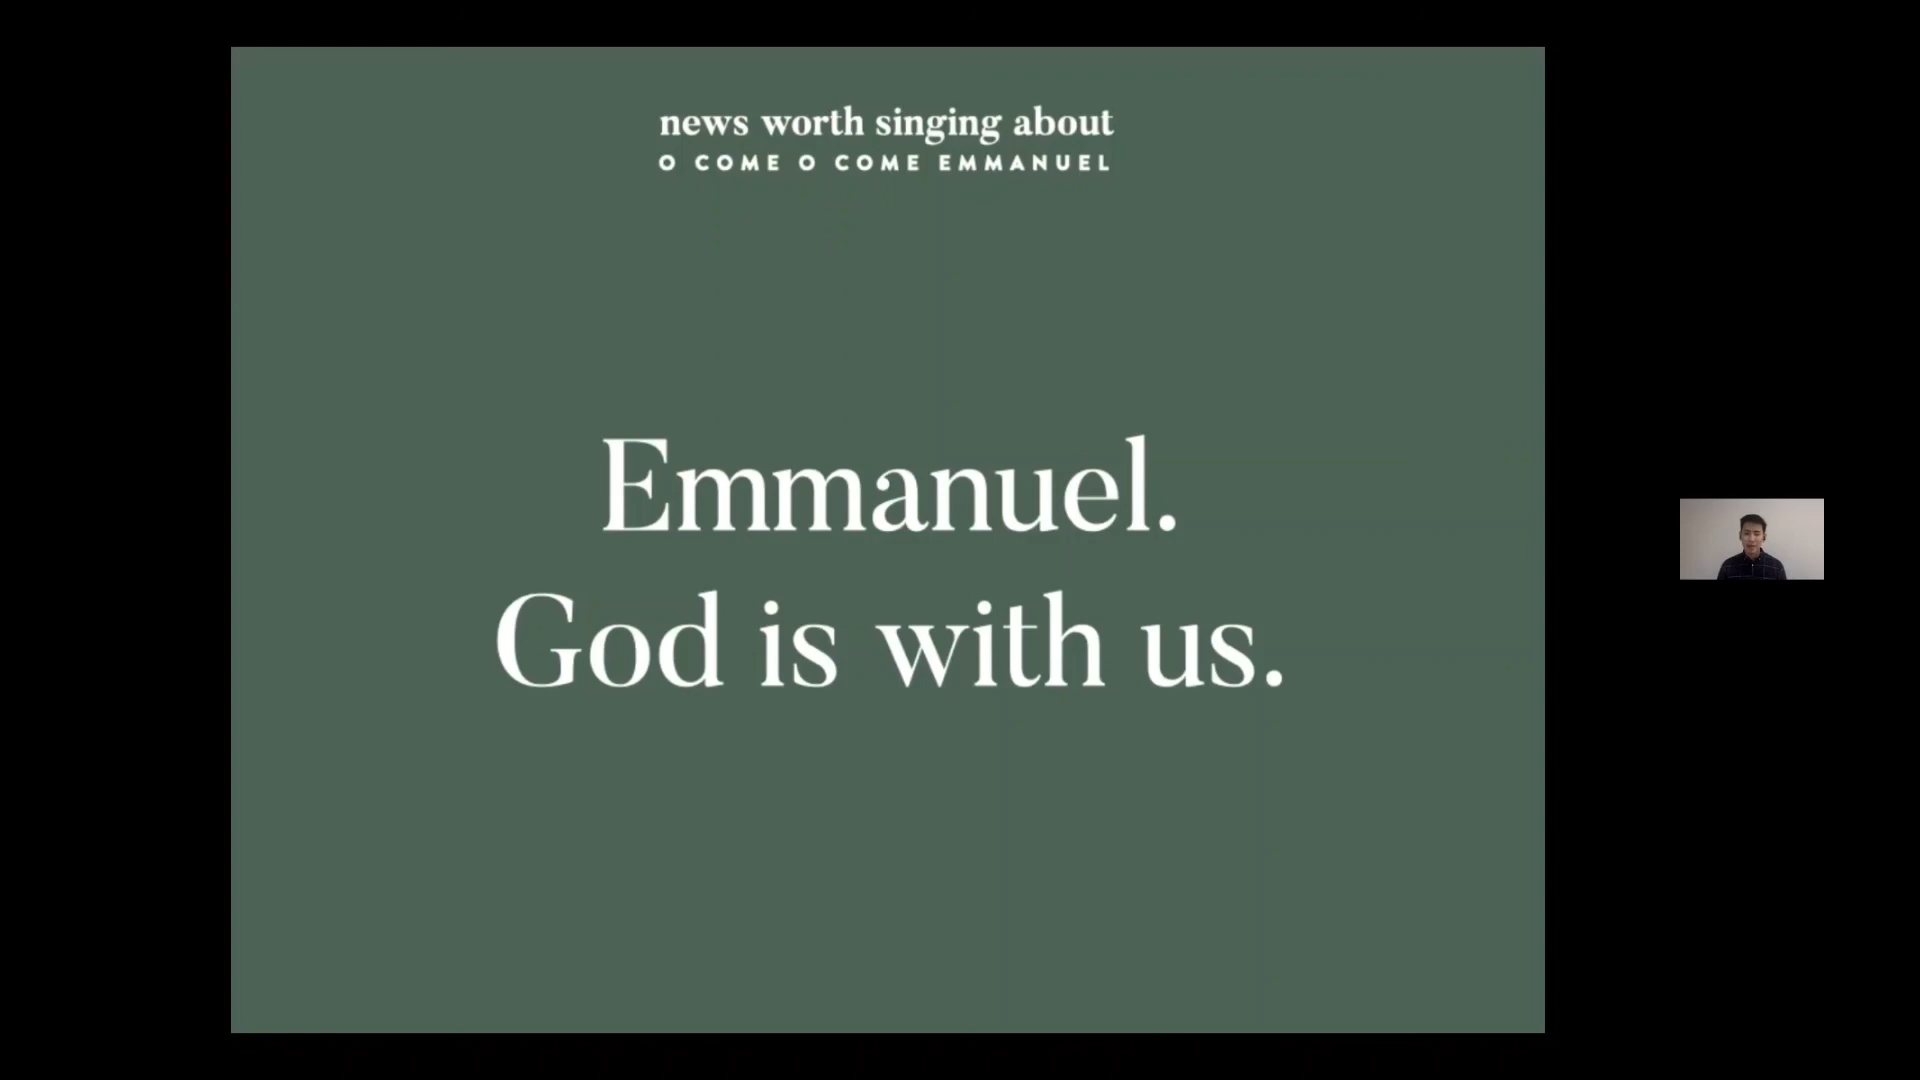 news worth singing about
O COME O COME EMMANUEL
Emmanuel.
God is with us.